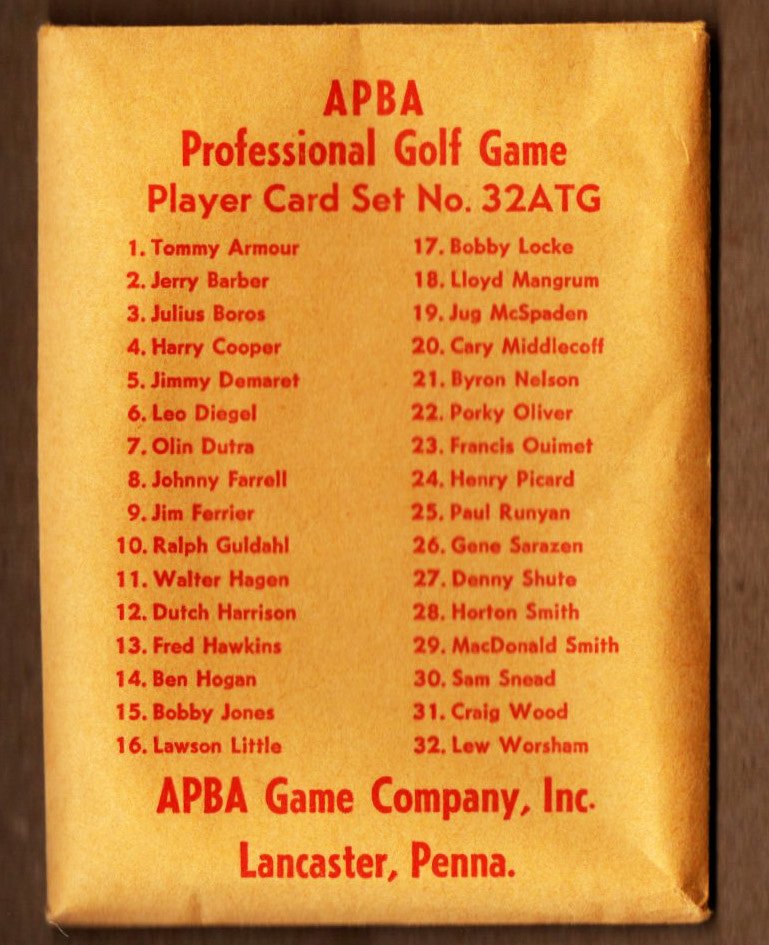 APBA
Professional Golf Game
Player Card Set No. 32ATG
1. Tommy Armour
2. Jerry Barber
3. Julius Boros
4. Harry Cooper
5. Jimmy Demaret
6. Leo Diegel
7. Olin Dutra
8. Johnny Farrell
9. Jim Ferrier
10. Ralph Guldahl
11. Walter Hagen
12. Dutch Harrison
13. Fred Hawkins
14. Ben Hogan
15. Bobby Jones
16. Lawson Little
17. Bobby Locke
18. Lloyd Mangrum
19. Jug McSpaden
20. Cary Middlecoff
21. Byron Nelson
22. Porky Oliver
23. Francis Ouimet
24. Henry Picard
25. Paul Runyan
26. Gene Sarazen
27. Denny Shute
28. Horton Smith
29. MacDonald Smith
30. Sam Snead
31. Craig Wood
32. Lew Worsham
APBA Game Company, Inc.
Lancaster, Penna.